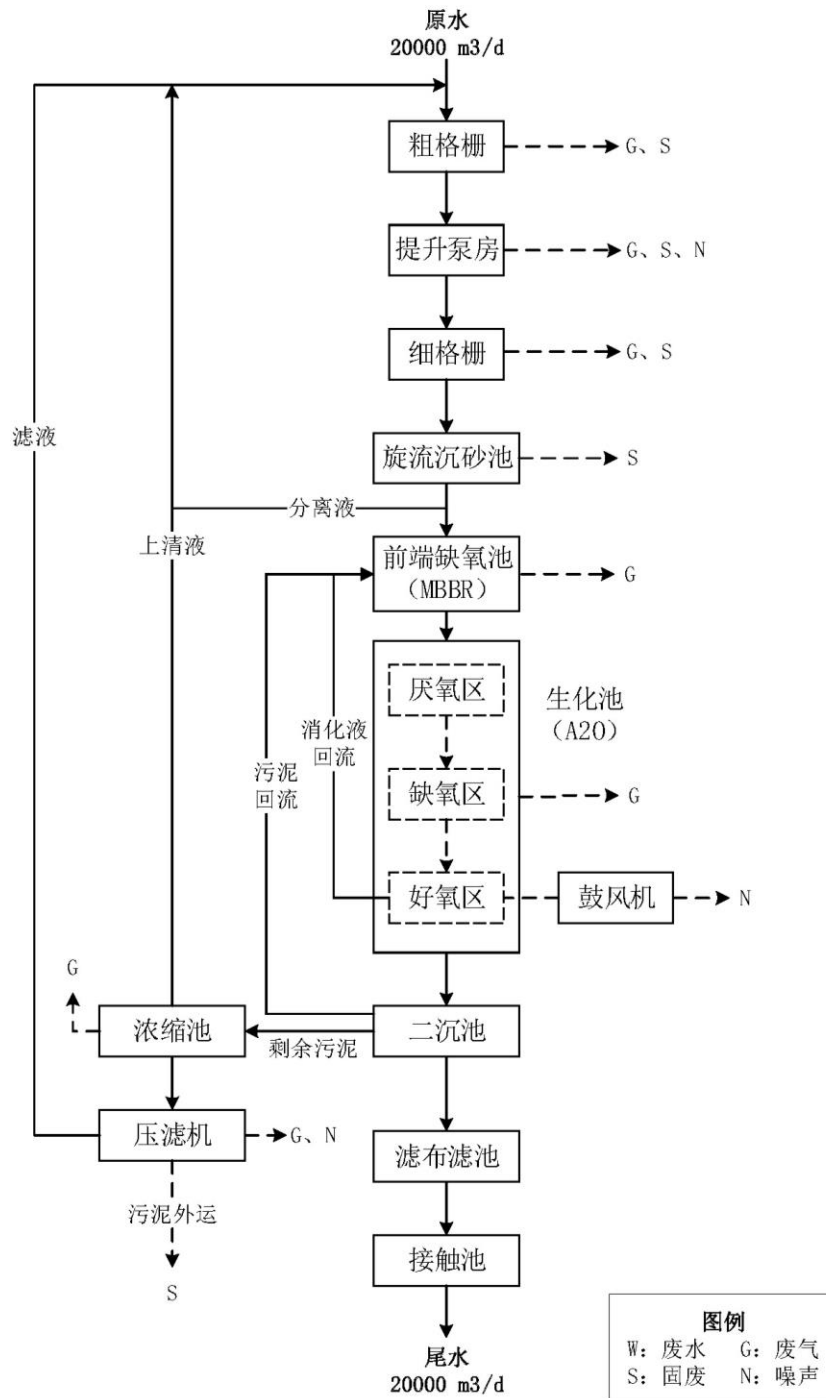 原水
20000 m3/d
粗格栅
G、S
提升泵房
G、S、N
细格栅
G、S
滤液
旋流沉砂池
S
分离液
上清液
前端缺氧池
（MBBR）
G
厌氧区
生化池
（A2O）
消化液
回流
污泥
回流
缺氧区
G
好氧区
鼓风机
N
G
浓缩池
剩余污泥
二沉池
压滤机
G、N
滤布滤池
污泥外运
接触池
S
图例
W: 废水 G: 废气
S: 固废 N: 噪声
尾水
20000 m3/d